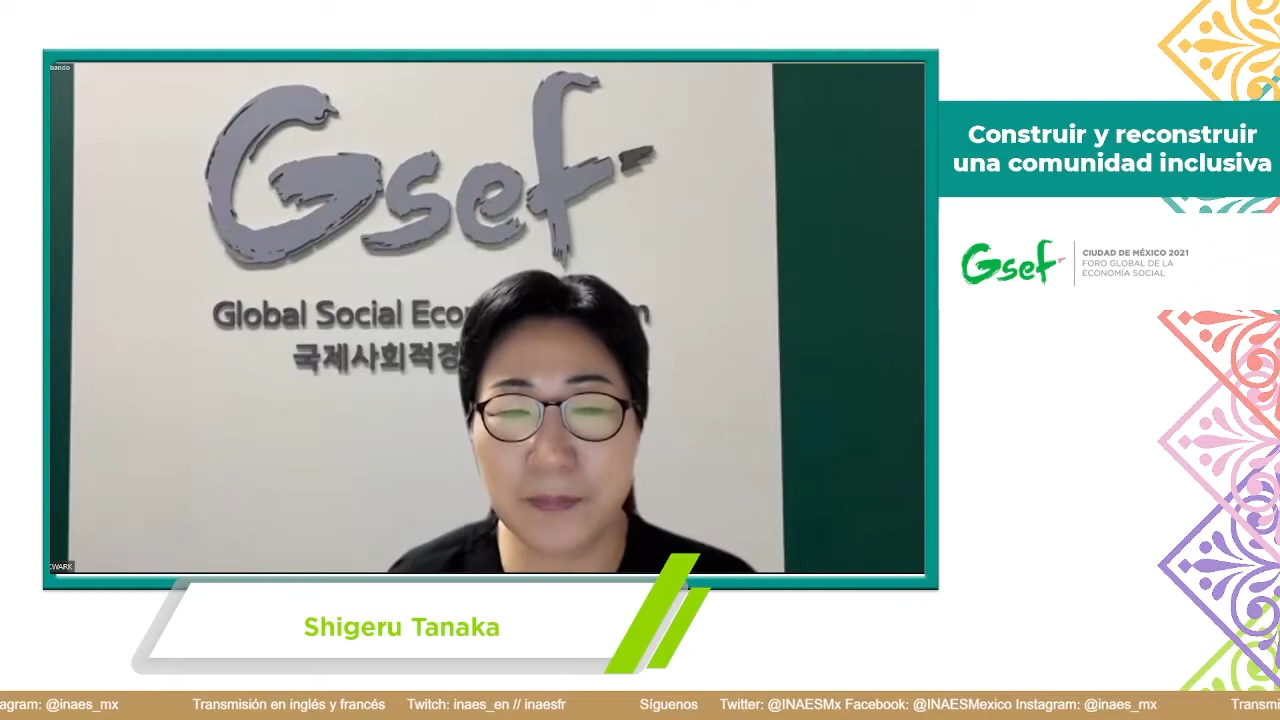 bando
Gsef
Global Social Eco
국제사회적경
KWARK
Construir y reconstruir
una comunidad inclusiva
Gsef
CIUDAD DE MÉXICO 2021
FORO GLOBAL DE LA
ECONOMÍA SOCIAL
Shigeru Tanaka
agram: @inaes_mx Transmisión en inglés y francés Twitch: inaes_en // inaesfr Síguenos Twitter: @INAESMx Facebook: @INAESMexico Instagram: @inaes_mx Transm